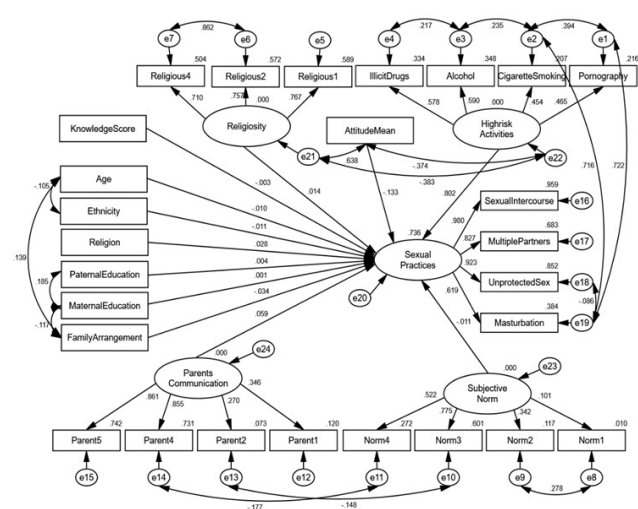 .862
.217
.235
.394
e7
e6
e5
e4
e3
e2
e1
.504
.572
.589
.334
.348
.207
.216
Religious4
Religious2
Religious1
IllicitDrugs
Alcohol
CigaretteSmoking
Pornography
.710
.757
.000
.767
.578
.590
.000
.454
.465
KnowledgeScore
Religiosity
AttitudeMean
Highrisk
Activities
e21
.638
-.374
e22
-.383
.716
.722
-.105
Age
-.003
.014
-.133
.802
.959
Ethnicity
-.010
.980
SexualIntercourse
e16
-.011
.736
.683
.139
Religion
.028
Sexual
Practices
.827
MultiplePartners
e17
PaternalEducation
.004
.923
.852
.185
.001
UnprotectedSex
e18
MaternalEducation
-.034
e20
.619
-.086
-.117
.384
FamilyArrangement
.059
-.011
Masturbation
e19
.000
e24
.000
e23
Parents
Communication
.346
Subjective
Norm
.861
.855
.270
.522
.775
.342
.101
.742
.731
.073
.120
.272
.601
.117
.010
Parent5
Parent4
Parent2
Parent1
Norm4
Norm3
Norm2
Norm1
e15
e14
e13
e12
e11
e10
e9
e8
-.177
-.148
.278